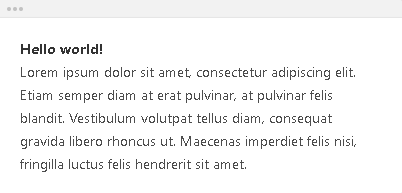 Hello world!
Lorem ipsum dolor sit amet, consectetur adipiscing elit.
Etiam semper diam at erat pulvinar, at pulvinar felis
blandit. Vestibulum volutpat tellus diam, consequat
gravida libero rhoncus ut. Maecenas imperdiet felis nisi,
fringilla luctus felis hendrerit sit amet.